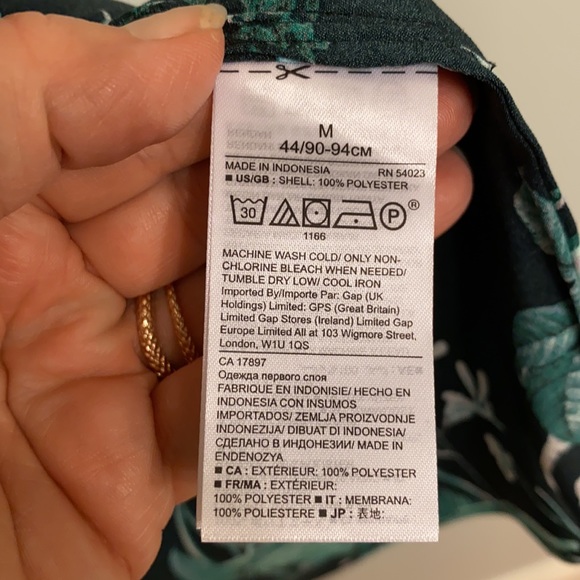 M
44/90-94CM
MADE IN INDONESIA RN 54023
■ US/GB : SHELL: 100% POLYESTER
30 P ®
1166
MACHINE WASH COLD/ ONLY NON-
CHLORINE BLEACH WHEN NEEDED/
TUMBLE DRY LOW/ COOL IRON
Imported By/Importe Par: Gap (UK
Holdings) Limited: GPS (Great Britain)
Limited Gap Stores (Ireland) Limited Gap
Europe Limited All at 103 Wigmore Street,
London, W1U 1QS
CA 17897
Одежда первого слоя
FABRIQUE EN INDONISIE/ HECHO EN
INDONESIA CON INSUMOS
IMPORTADOS/ ZEMLJA PROIZVODNJE
INDONEZIJA/ DIBUAT DI INDONESIA/
СДЕЛАНО В ИНДОНЕЗИИ/ MADE IN
ENDENOZYA
■ CA : EXTÉRIEUR: 100% POLYESTER
■ FR/MA : EXTÉRIEUR:
100% POLYESTER ■ IT : MEMBRANA:
100% POLIESTERE ■ JP : 表地: